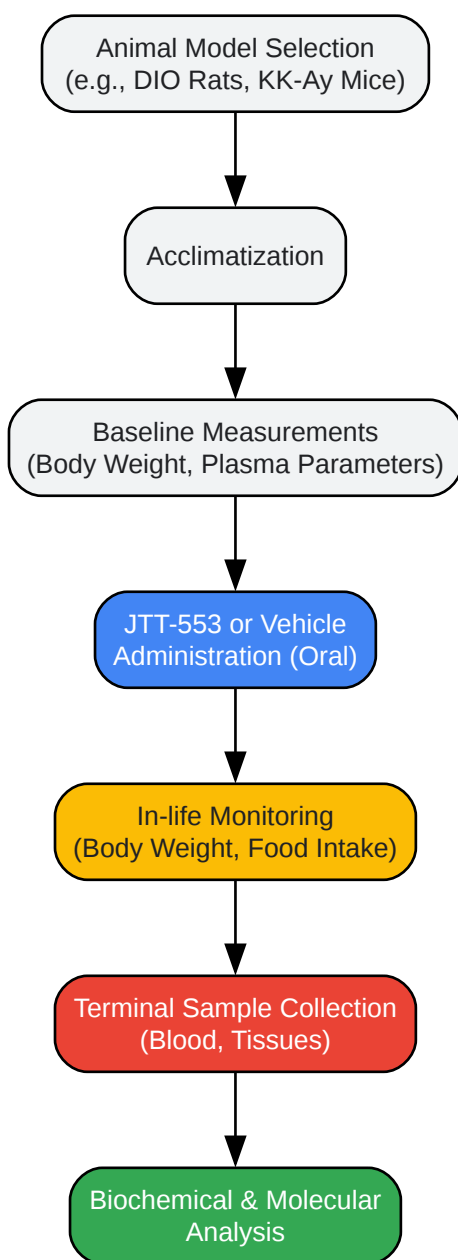 Animal Model Selection
(e.g., DIO Rats, KK-Ay Mice)
Acclimatization
Baseline Measurements
(Body Weight, Plasma Parameters)
JTT-553 or Vehicle
Administration (Oral)
In-life Monitoring
(Body Weight, Food Intake)
Terminal Sample Collection
(Blood, Tissues)
Biochemical & Molecular
Analysis